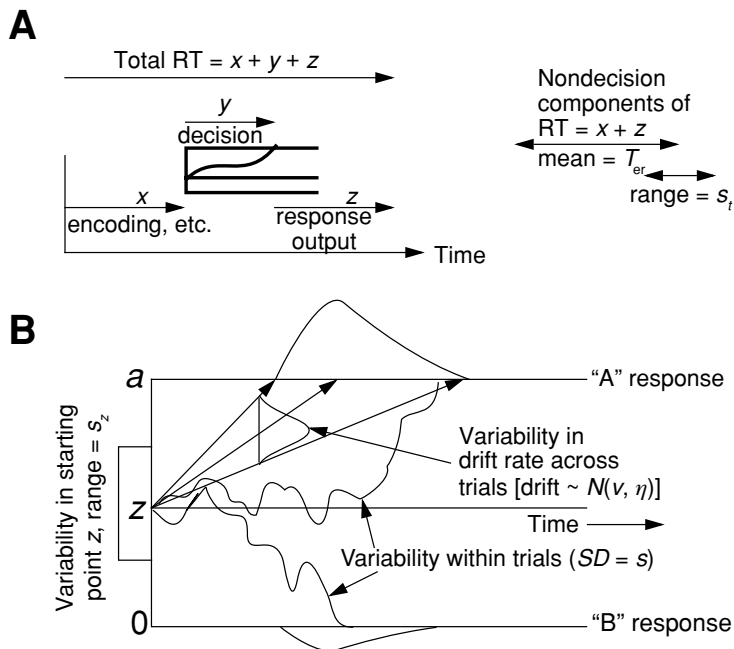 A
Total RT = x + y + z
y
decision
x
encoding, etc.
z
response
output
Time
Nondecision
components of
RT = x + z
mean = Ter
range = st
B
a
z
0
Variability in starting
point z, range = sz
“A” response
Variability in
drift rate across
trials [drift ~ N(v, η)]
Time
Variability within trials (SD = s)
“B” response